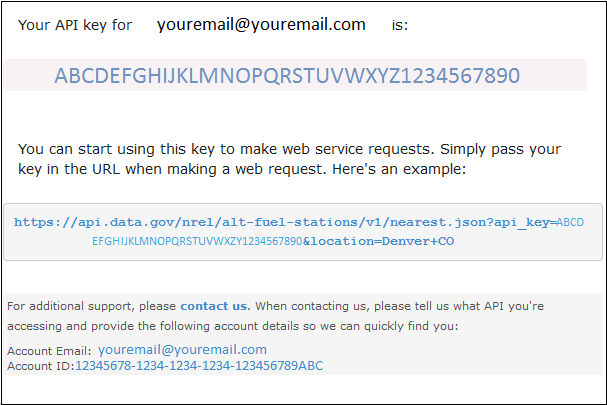 Your API key for youremail@youremail.com is:
ABCDEFGHIJKLMNOPQRSTUVWXYZ1234567890
You can start using this key to make web service requests. Simply pass your
key in the URL when making a web request. Here's an example:
https://api.data.gov/nrel/alt-fuel-stations/v1/nearest.json?api_key=ABCD
EFGHIJKLMNOPQRSTUVWXZY1234567890&location=Denver+CO
For additional support, please contact us. When contacting us, please tell us what API you're
accessing and provide the following account details so we can quickly find you:
Account Email: youremail@youremail.com
Account ID:12345678-1234-1234-1234-123456789ABC